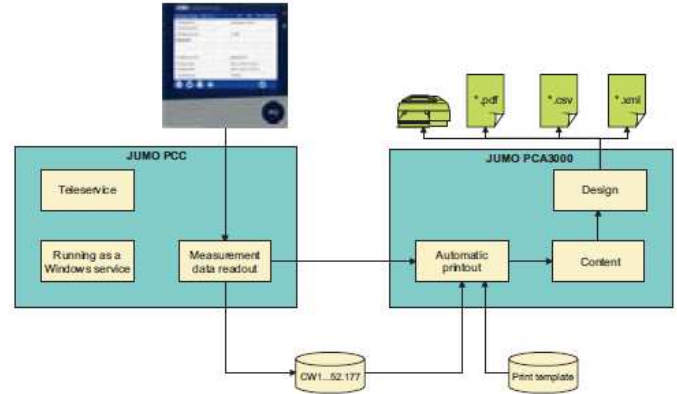 *.pdf
*.csv
*.xml
JUMO PCC
JUMO PCA3000
Teleservice
Design
Running as a
Windows service
Measurement
data readout
Automatic
printout
Content
CW1...52.177
Print template